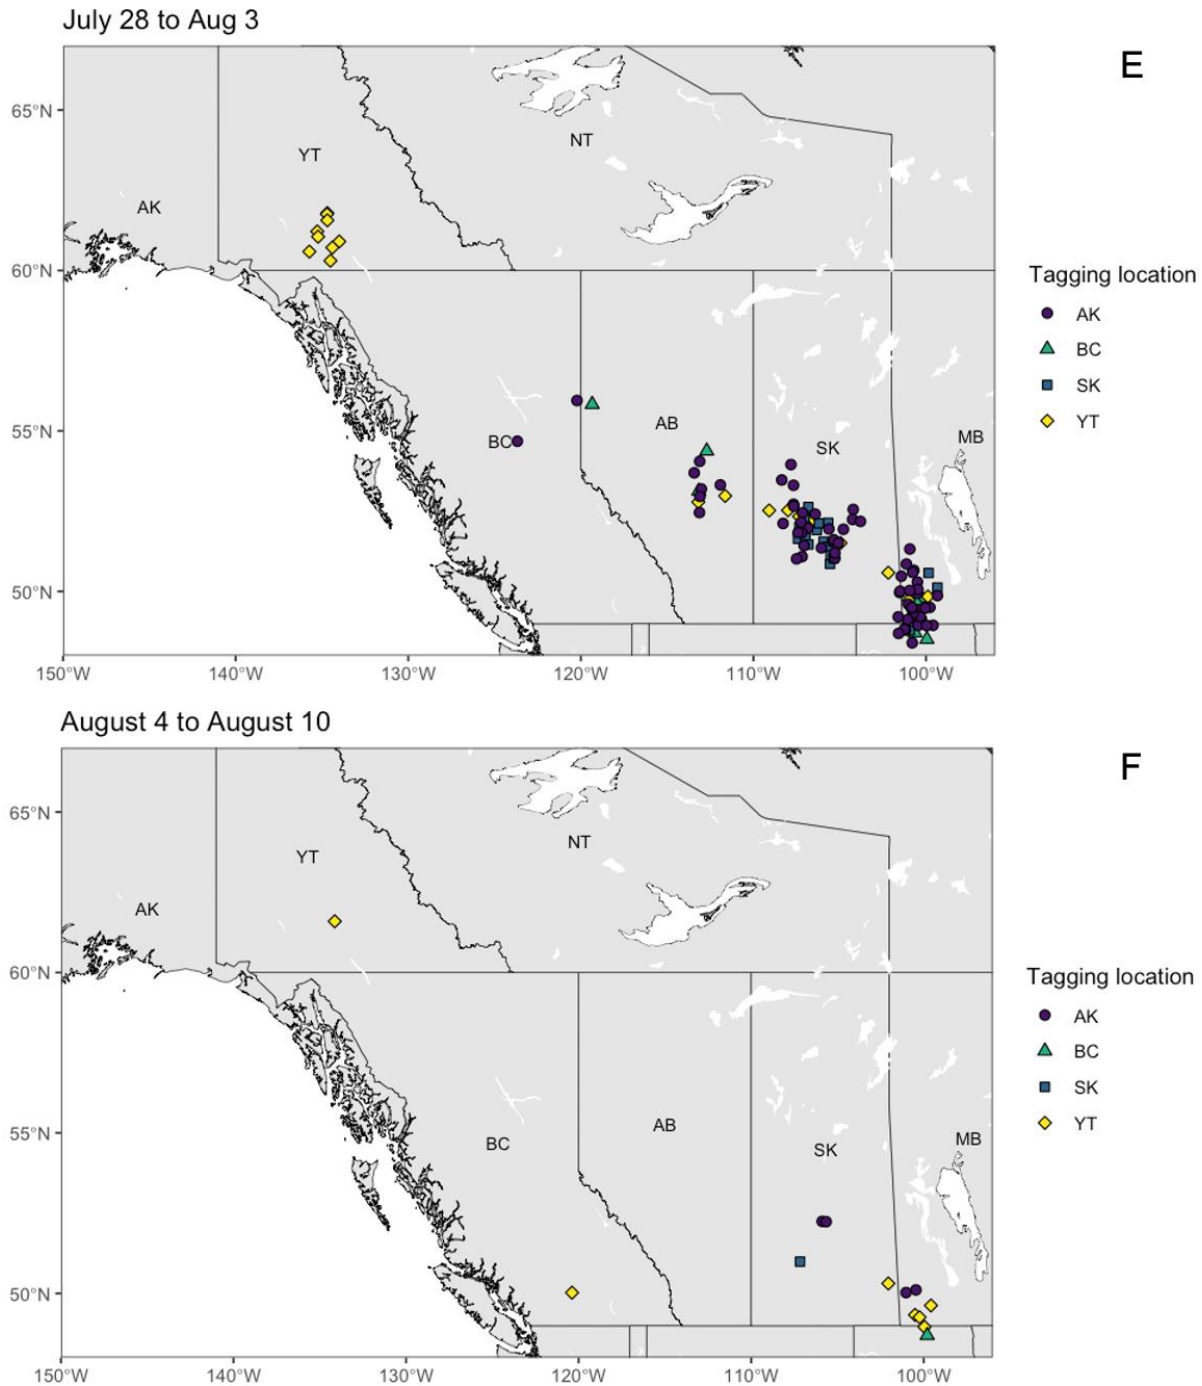 July 28 to Aug 3
E
65°N
60°N
55°N
50°N
AK
YT
NT
BC
AB
SK
MB
150°W 140°W 130°W 120°W 110°W 100°W
Tagging location
AK
BC
SK
YT
August 4 to August 10
F
65°N
60°N
55°N
50°N
AK
YT
NT
BC
AB
SK
MB
150°W 140°W 130°W 120°W 110°W 100°W
Tagging location
AK
BC
SK
YT